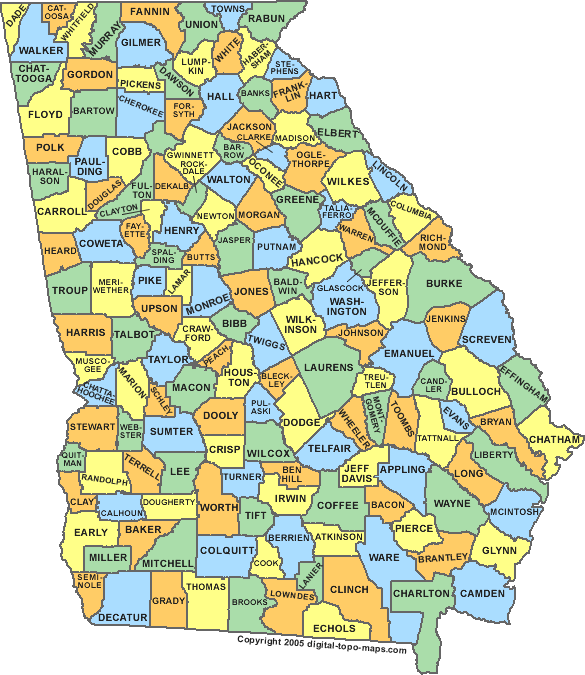 DADE
CAT-
OOSA
WHITFIELD
MURRAY
FANNIN
UNION
TOWNS
RABUN
WALKER
GILMER
WHITE
HABER-
SHAM
CHAT-
TOOGA
GORDON
PICKENS
DAWSON
LUMP-
KIN
STE-
PHENS
FLOYD
BARTOW
CHEROKEE
FOR-
SYTH
HALL
BANKS
FRANK-
LIN
HART
POLK
PAUL-
DING
COBB
JACKSON
CLARKE
MADISON
ELBERT
HARAL-
SON
DOUGLAS
FUL-
TON
DEKALB
GWINNETT
ROCK-
DALE
BAR-
ROW
WALTON
OCONEE
OGLE-
THORPE
WILKES
LINCOLN
CARROLL
CLAYTON
NEWTON
MORGAN
GREENE
TALIA-
FERRO
MCDUFFIE
COLUMBIA
COWETA
FAY-
ETTE
HENRY
JASPER
PUTNAM
HANCOCK
WARREN
RICH-
MOND
HEARD
SPAL-
DING
BUTTS
TROUP
MERI-
WETHER
PIKE
LAMAR
MONROE
JONES
BALD-
WIN
GLASCOCK
WASH-
INGTON
JEFFER-
SON
BURKE
UPSON
HARRIS
TALBOT
CRAW-
FORD
BIBB
TWIGGS
WILK-
INSON
JOHNSON
EMANUEL
JENKINS
SCREVEN
MUSCO-
GEE
CHATTA-
HOOCHEE
MARION
TAYLOR
SCHLEY
MACON
PEACH
HOUS-
TON
BLECK-
LEY
LAURENS
TREU-
TLEN
CAND-
LER
BULLOCH
EFFINGHAM
STEWART
WEB-
STER
SUMTER
DOOLY
PUL-
ASKI
DODGE
WHEELER
MONT-
GOMERY
TOOMBS
TATTNALL
EVANS
BRYAN
CHATHAM
QUIT-
MAN
RANDOLPH
TERRELL
LEE
CRISP
WILCOX
TELFAIR
JEFF
DAVIS
APPLING
LONG
LIBERTY
CLAY
CALHOUN
DOUGHERTY
WORTH
TURNER
BEN
HILL
IRWIN
COFFEE
BACON
WAYNE
MCINTOSH
EARLY
BAKER
TIFT
MILLER
MITCHELL
COLQUITT
BERRIEN
COOK
ATKINSON
WARE
PIERCE
BRANTLEY
GLYNN
SEMI-
NOLE
DECATUR
GRADY
THOMAS
BROOKS
LOWNDES
LANIER
CLINCH
ECHOLS
CHARLTON
CAMDEN
Copyright 2005 digital-topo-maps.com